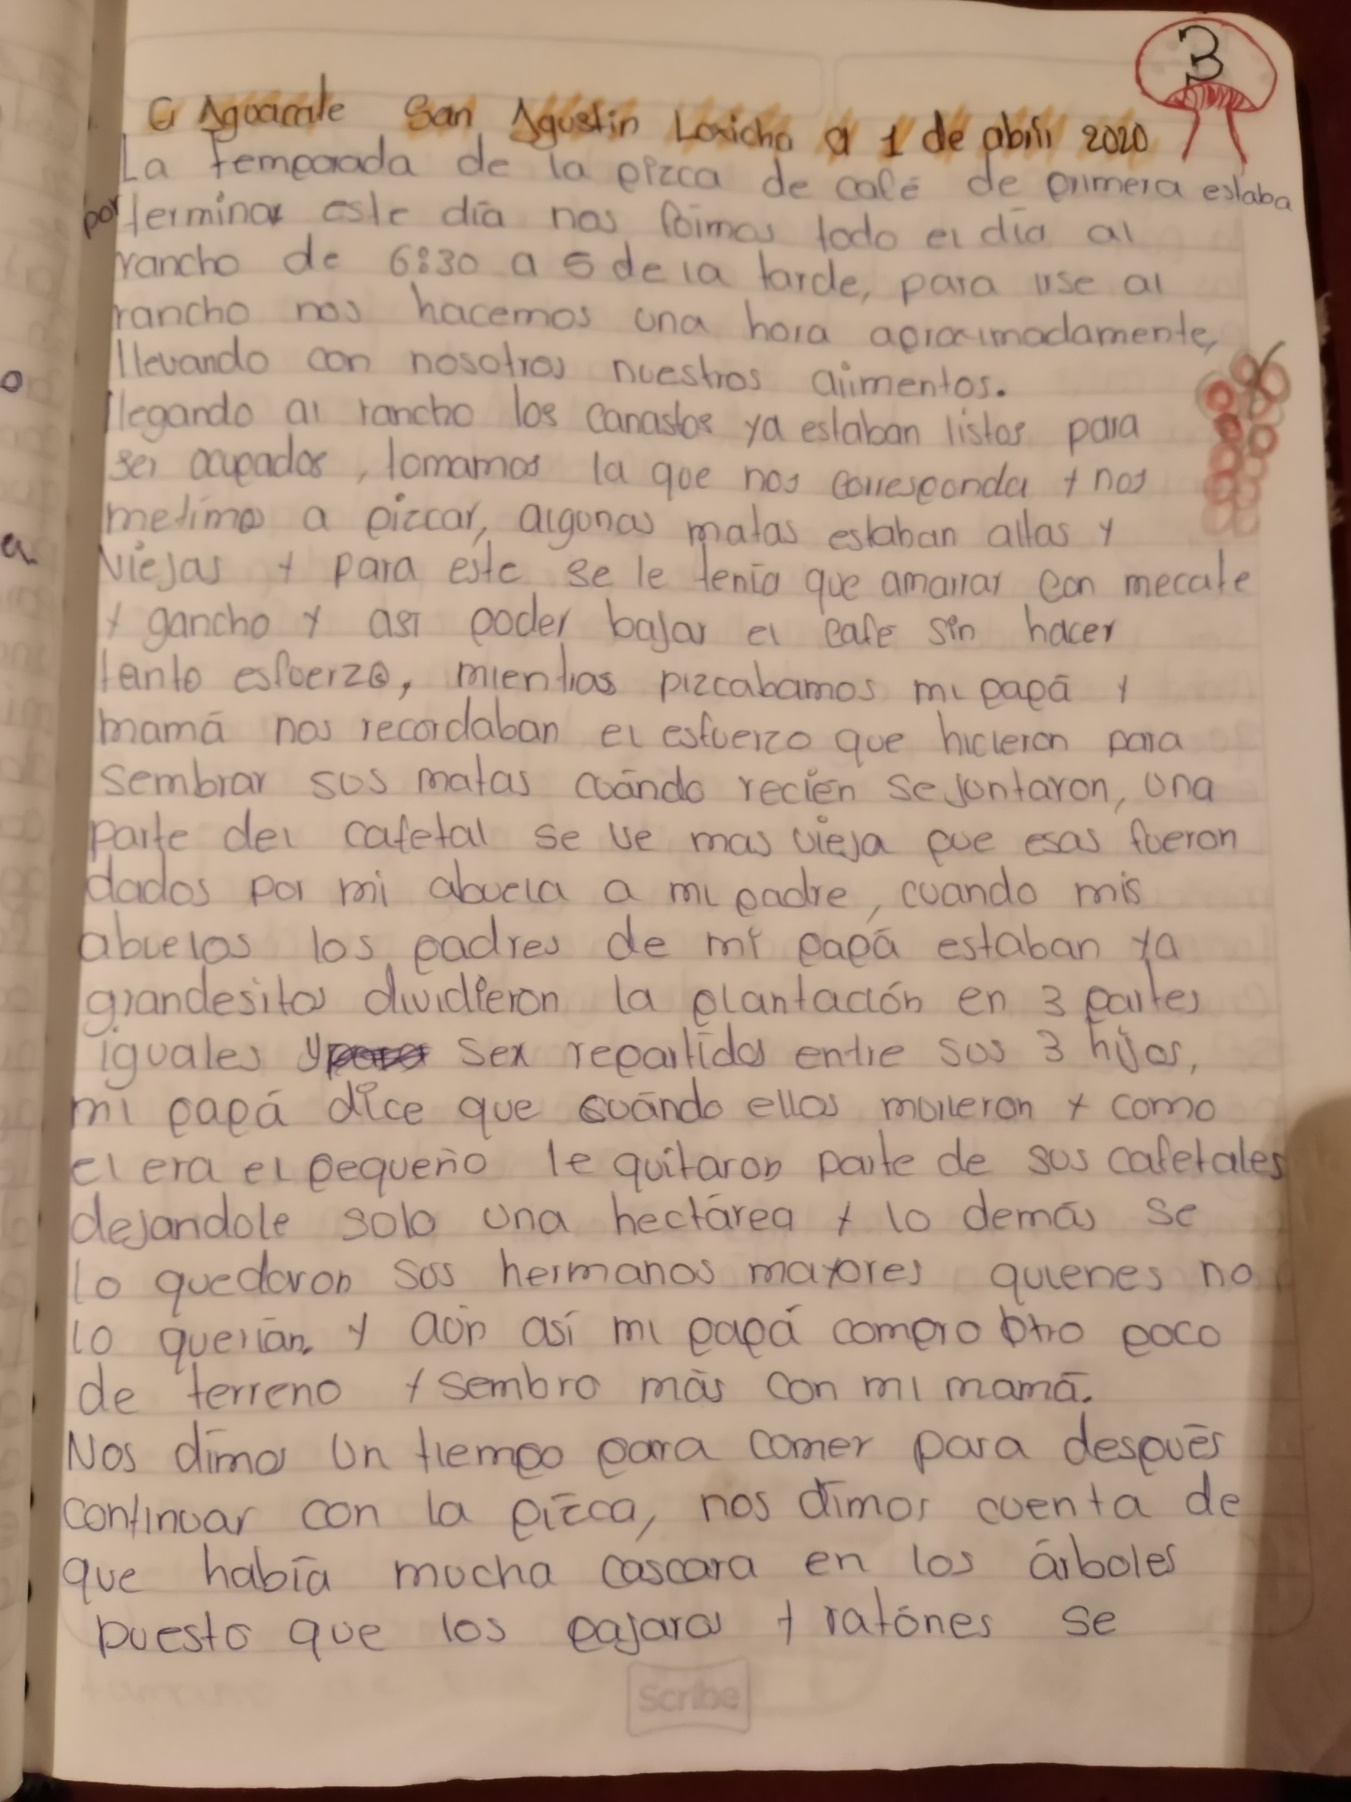 3
El Aguacate San Agustin Loxicha a 1 de abril 2020
La temporada de la pizca de café de primera estaba
por terminar este día nos fuimos todo el día al
rancho de 6:30 a 5 de la tarde, para irse al
rancho nos hacemos una hora aproximadamente,
llevando con nosotros nuestros alimentos.
llegando al rancho los canastos ya estaban listos para
ser ocupados, tomamos la que nos corresponda y nos
metimos a pizcar, algunas matas estaban altas y
viejas y para este se le tenia que amarrar con mecate
y gancho y asi poder bajar el cafe sin hacer
tanto esfuerzo, mientras pizcabamos mi papá y
mamá nos recordaban el esfuerzo que hicieron para
sembrar sus matas cuándo recién se juntaron, una
parte del cafetal se ve mas vieja que esas fueron
dados por mi abuela a mi padre, cuando mis
abuelos los padres de mi papá estaban ya
grandesitos dividieron la plantación en 3 partes
iguales y ser repartidos entre sus 3 hijos,
mi papá dice que cuándo ellos murieron y como
el era el pequeño le quitaron parte de sus cafetales
dejandole solo una hectárea y lo demás se
lo quedaron sus hermanos mayores quienes no
lo querían. y aún así mi papá compro otro poco
de terreno y sembro más con mi mamá.
Nos dimos un tiempo para comer para después
continuar con la pizca, nos dimos cuenta de
que había mucha cascara en los árboles
puesto que los pajaros y ratónes se
Scribe